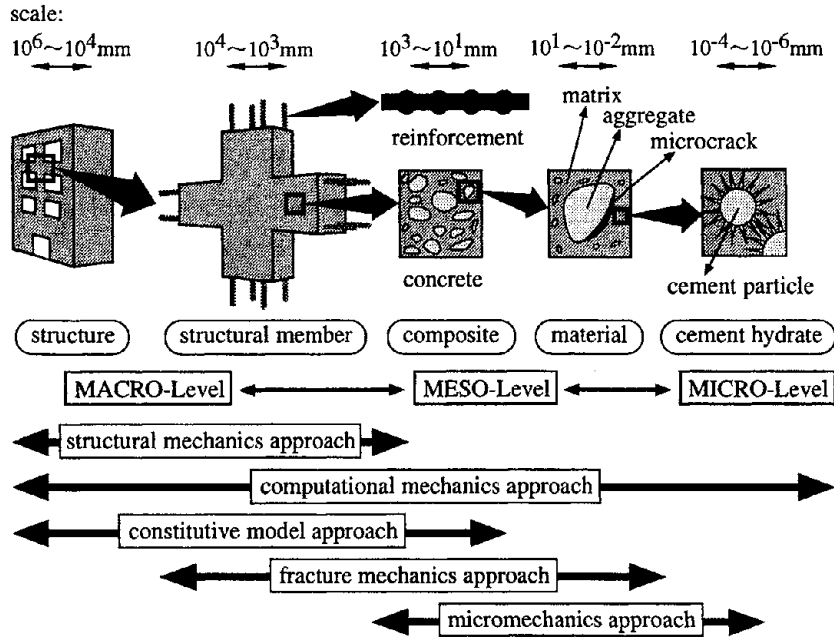 scale:
10⁶~10⁴mm 10⁴~10³mm 10³~10¹mm 10¹~10⁻²mm 10⁻⁴~10⁻⁶mm
matrix
aggregate
reinforcement
microcrack
concrete
cement particle
structure structural member composite material cement hydrate
MACRO-Level MESO-Level MICRO-Level
structural mechanics approach
computational mechanics approach
constitutive model approach
fracture mechanics approach
micromechanics approach